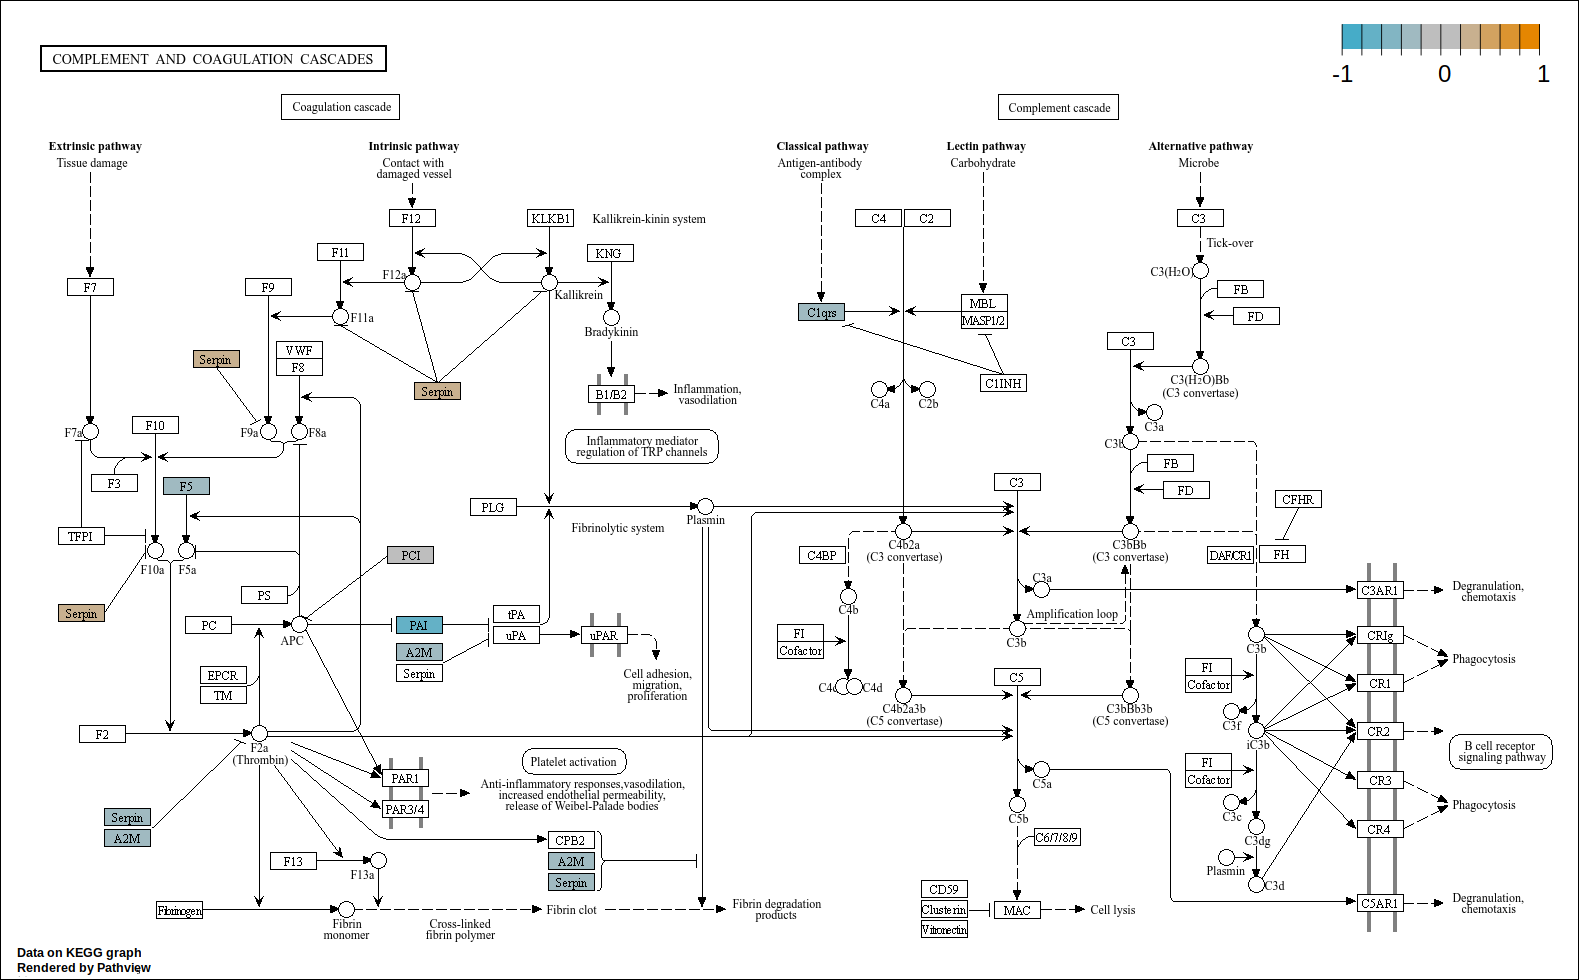 COMPLEMENT AND COAGULATION CASCADES
-1 0 1
Coagulation cascade
Complement cascade
Extrinsic pathway
Tissue damage
Intrinsic pathway
Contact with
damaged vessel
Classical pathway
Antigen-antibody
complex
Lectin pathway
Carbohydrate
Alternative pathway
Microbe
F12
KLKB1
Kallikrein-kinin system
C4
C2
C3
F11
KNG
Tick-over
F12a
Kallikrein
C3(H2O)
F7
F9
FB
F11a
Bradykinin
C1qrs
MBL
MASP1/2
FD
Serpin
VWF
F8
Serpin
B1/B2
Inflammation,
vasodilation
C1INH
C3
C3(H2O)Bb
(C3 convertase)
C4a
C2b
C3a
F7a
F10
F9a
F8a
Inflammatory mediator
regulation of TRP channels
C3b
F3
F5
FB
FD
PLG
Plasmin
C3
CFHR
Fibrinolytic system
TFPI
F10a
F5a
PCI
C4BP
C4b2a
(C3 convertase)
C3bBb
(C3 convertase)
DAF/CR1
FH
PS
C3a
C4b
C3AR1
Degranulation,
chemotaxis
Serpin
PC
APC
PAI
tPA
uPA
uPAR
Amplification loop
FI
Cofactor
C3b
C3b
CRIg
A2M
Serpin
Cell adhesion,
migration,
proliferation
Phagocytosis
EPCR
TM
C4c
C4d
C5
FI
Cofactor
CR1
C4b2a3b
(C5 convertase)
C3bBb3b
(C5 convertase)
C3f
F2
F2a
(Thrombin)
iC3b
CR2
B cell receptor
signaling pathway
Platelet activation
PAR1
PAR3/4
Anti-inflammatory responses,vasodilation,
increased endothelial permeability,
release of Weibel-Palade bodies
C5a
FI
Cofactor
CR3
Phagocytosis
Serpin
A2M
C5b
C3c
CR4
CPB2
A2M
Serpin
C6/7/8/9
C3dg
F13
F13a
Plasmin
C3d
Fibrinogen
Fibrin
monomer
Cross-linked
fibrin polymer
Fibrin clot
Fibrin degradation
products
CD59
Clusterin
Vitronectin
MAC
Cell lysis
C5AR1
Degranulation,
chemotaxis
Data on KEGG graph
Rendered by Pathview